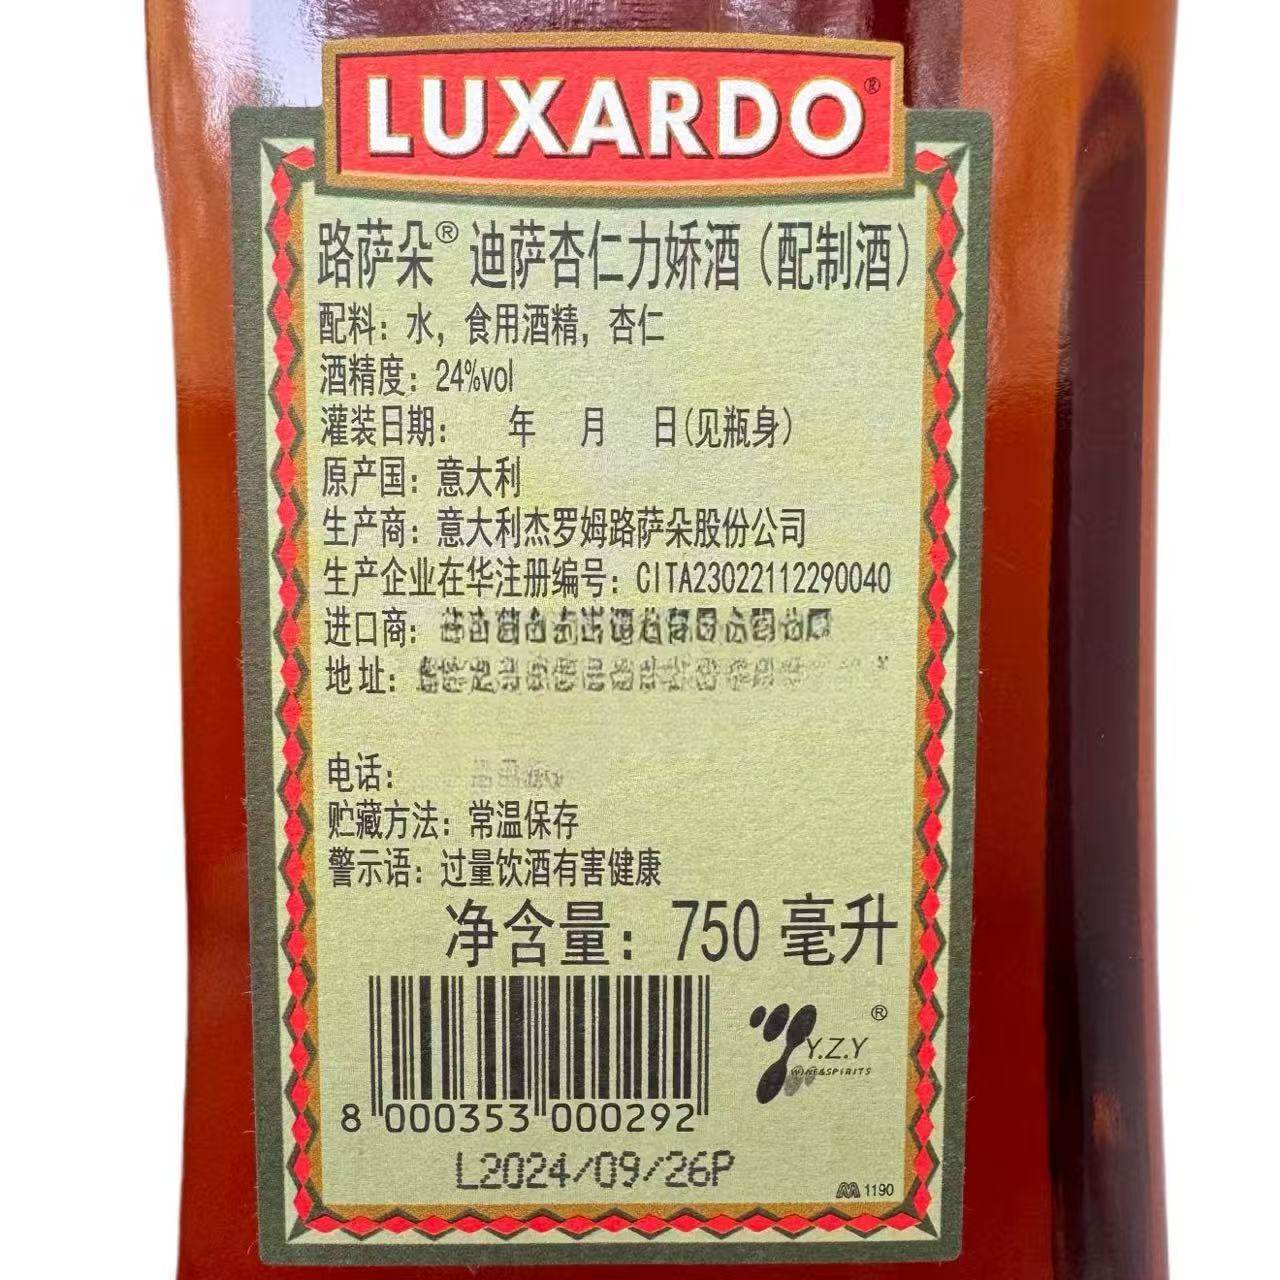 LUXARDO®
路萨朵® 迪萨杏仁力娇酒（配制酒）
配料：水，食用酒精，杏仁
酒精度：24%vol
灌装日期： 年 月 日(见瓶身)
原产国：意大利
生产商：意大利杰罗姆路萨朵股份公司
生产企业在华注册编号：CITA23022112290040
进口商：
地址：
电话：
贮藏方法：常温保存
警示语：过量饮酒有害健康
净含量：750 毫升
8 000353 000292
Y.Z.Y ®
WINE&SPIRITS
L2024/09/26P
1190